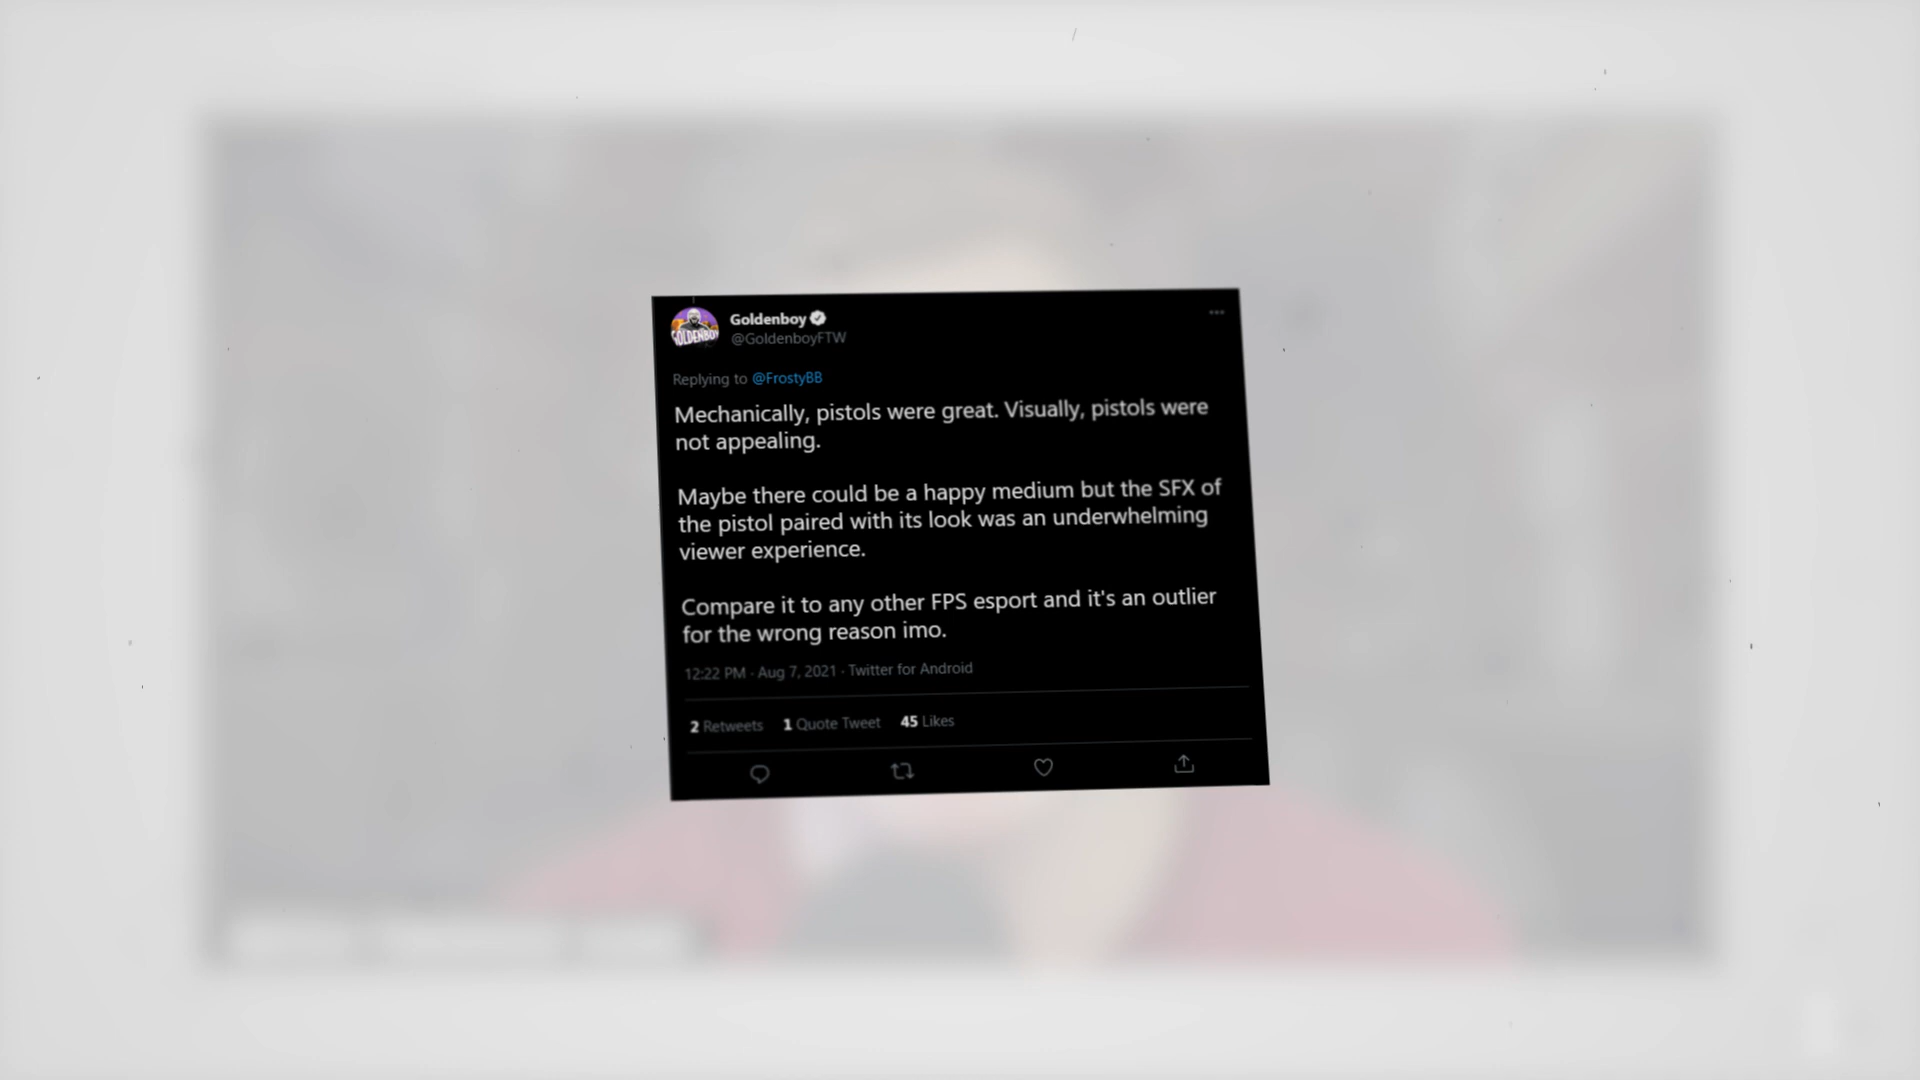 Goldenboy
@GoldenboyFTW
Replying to @FrostyBB
Mechanically, pistols were great. Visually, pistols were
not appealing.
Maybe there could be a happy medium but the SFX of
the pistol paired with its look was an underwhelming
viewer experience.
Compare it to any other FPS esport and it's an outlier
for the wrong reason imo.
12:22 PM · Aug 7, 2021 · Twitter for Android
2 Retweets 1 Quote Tweet 45 Likes
GOLDENBOY